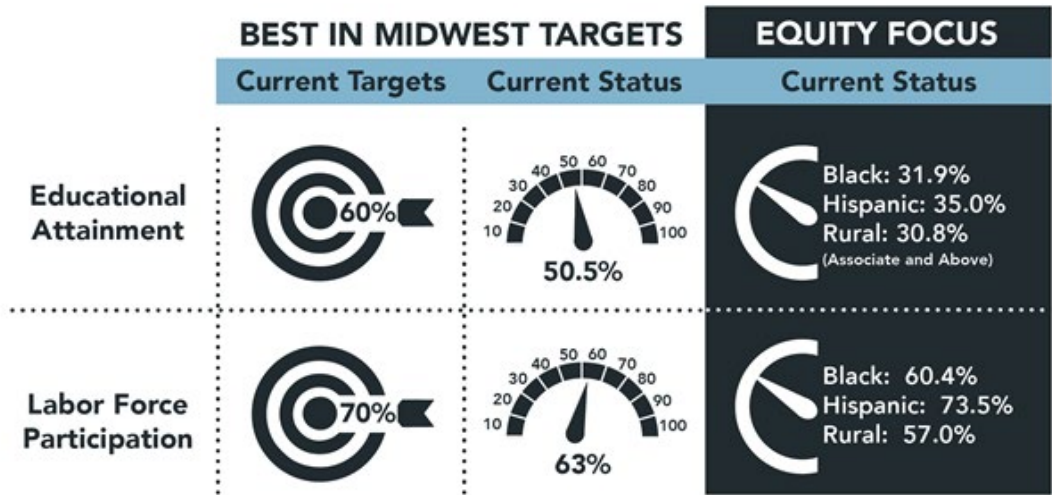 BEST IN MIDWEST TARGETS
EQUITY FOCUS
Current Targets
Current Status
Current Status
Educational
Attainment
60%
10
20
30
40
50
60
70
80
90
100
50.5%
Black: 31.9%
Hispanic: 35.0%
Rural: 30.8%
(Associate and Above)
Labor Force
Participation
70%
10
20
30
40
50
60
70
80
90
100
63%
Black: 60.4%
Hispanic: 73.5%
Rural: 57.0%